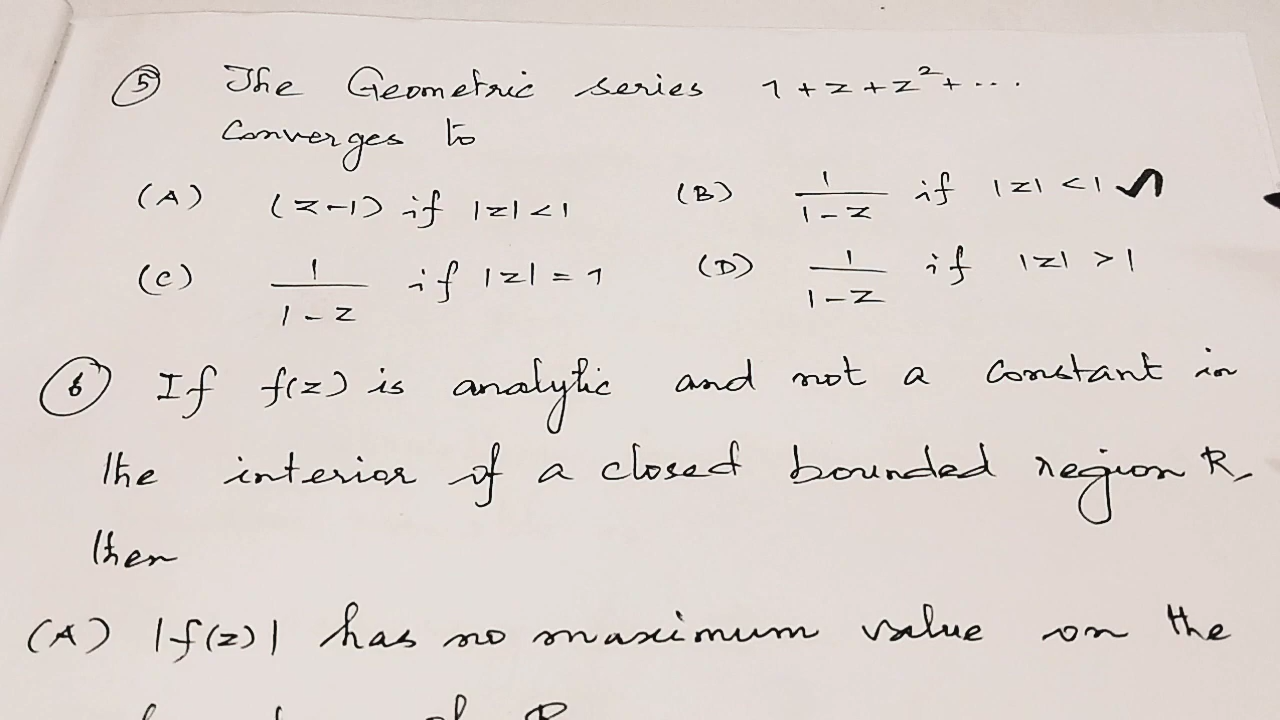 ⑤ The Geometric series 1 + z + z² + ...
Converges to
(A) (z-1) if |z| < 1 (B) 1/(1-z) if |z| < 1
(C) 1/(1-z) if |z| = 1 (D) 1/(1-z) if |z| > 1
⑥ If f(z) is analytic and not a constant in
the interior of a closed bounded region R,
then
(A) |f(z)| has no maximum value on the